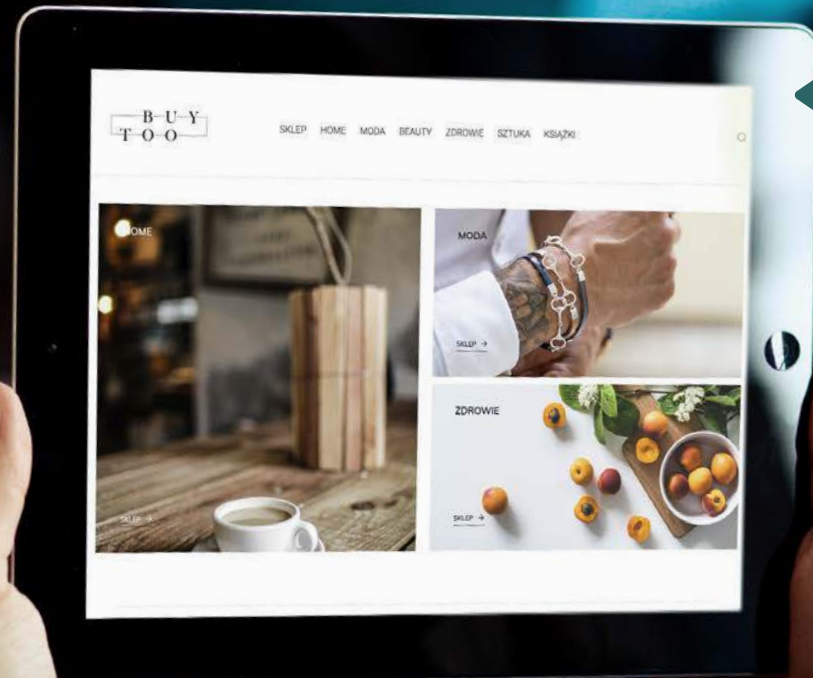 BUY
TOO
SKLEP HOME MODA BEAUTY ZDROWIE SZTUKA KSIĄŻKI
HOME
SKLEP →
MODA
SKLEP →
ZDROWIE
SKLEP →